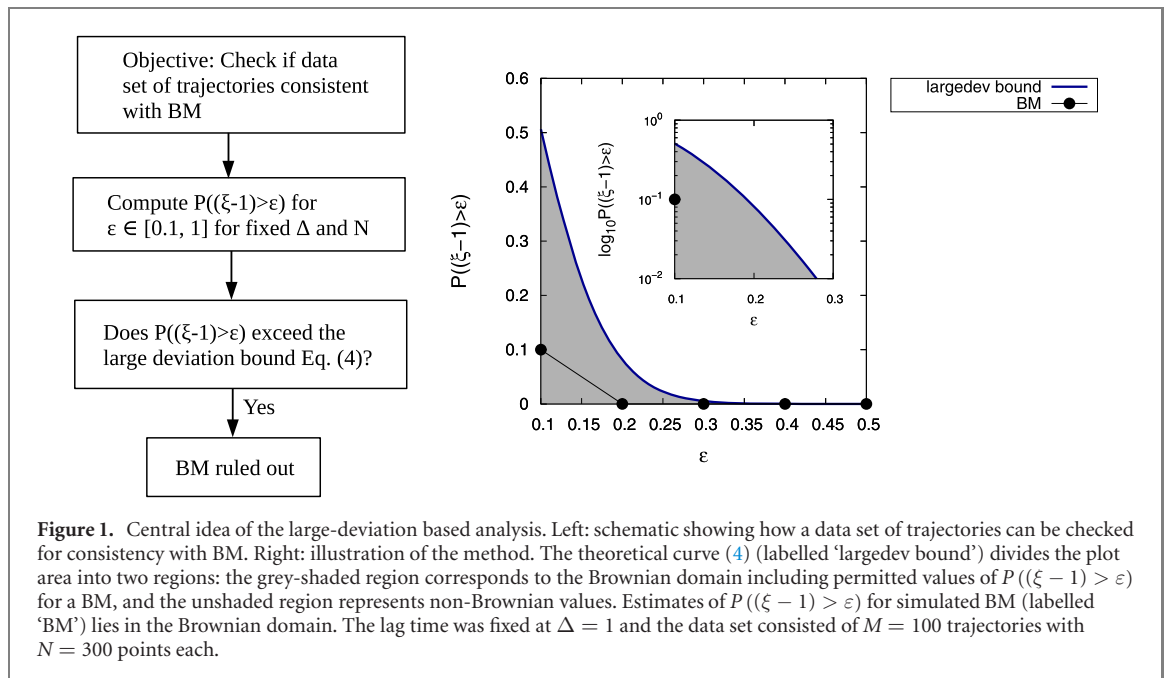 Objective: Check if data
set of trajectories consistent
with BM
Compute P((ξ-1)>ε) for
ε ∈ [0.1, 1] for fixed Δ and N
Does P((ξ-1)>ε) exceed the
large deviation bound Eq. (4)?
Yes
BM ruled out
P((ξ−1)>ε)
0.6
0.5
0.4
0.3
0.2
0.1
0
0.1 0.15 0.2 0.25 0.3 0.35 0.4 0.45 0.5
ε
log₁₀P((ξ−1)>ε)
10⁰
10⁻¹
10⁻²
0.1 0.2 0.3
ε
largedev bound
BM
Figure 1. Central idea of the large-deviation based analysis. Left: schematic showing how a data set of trajectories can be checked
for consistency with BM. Right: illustration of the method. The theoretical curve (4) (labelled ‘largedev bound’) divides the plot
area into two regions: the grey-shaded region corresponds to the Brownian domain including permitted values of P ((ξ − 1) > ε)
for a BM, and the unshaded region represents non-Brownian values. Estimates of P ((ξ − 1) > ε) for simulated BM (labelled
‘BM’) lies in the Brownian domain. The lag time was fixed at Δ = 1 and the data set consisted of M = 100 trajectories with
N = 300 points each.